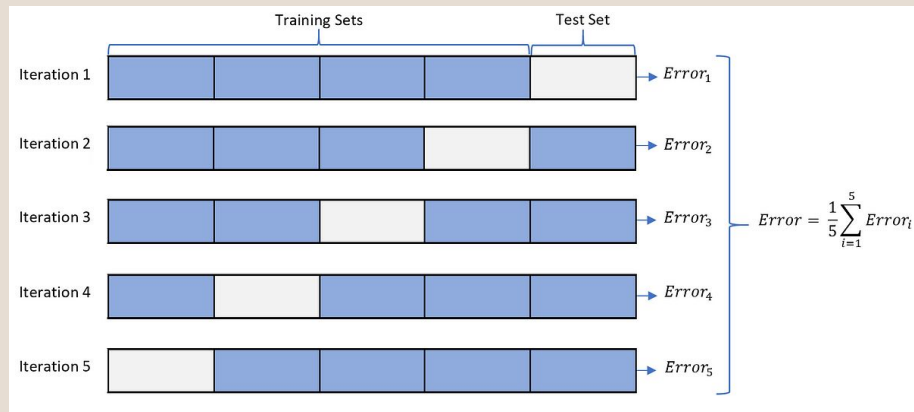 Training Sets
Test Set
Iteration 1
Error₁
Iteration 2
Error₂
Iteration 3
Error₃
Error = 1/5 ∑ᵢ₌₁⁵ Errorᵢ
Iteration 4
Error₄
Iteration 5
Error₅